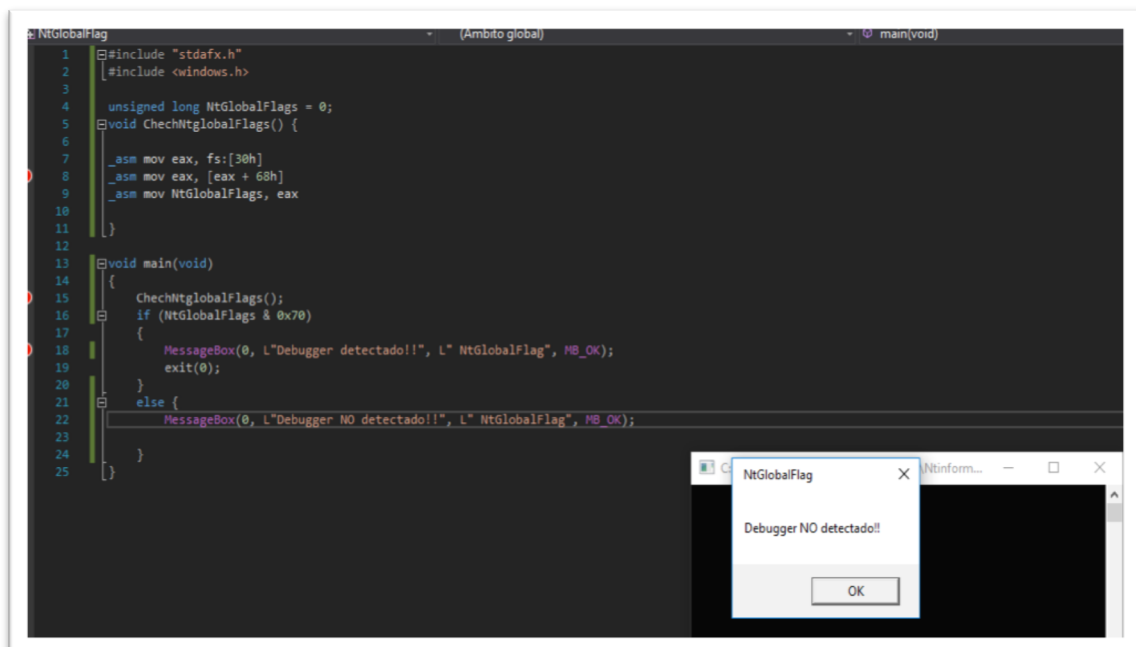 NtGlobalFlag (Ambito global) main(void)
1 #include "stdafx.h"
2 #include <windows.h>
3
4 unsigned long NtGlobalFlags = 0;
5 void ChechNtglobalFlags() {
6
7 _asm mov eax, fs:[30h]
8 _asm mov eax, [eax + 68h]
9 _asm mov NtGlobalFlags, eax
10
11 }
12
13 void main(void)
14 {
15 ChechNtglobalFlags();
16 if (NtGlobalFlags & 0x70)
17 {
18 MessageBox(0, L"Debugger detectado!!", L" NtGlobalFlag", MB_OK);
19 exit(0);
20 }
21 else {
22 MessageBox(0, L"Debugger NO detectado!!", L" NtGlobalFlag", MB_OK);
23
24 }
25 }
C: \Ntinform...
NtGlobalFlag
Debugger NO detectado!!
OK